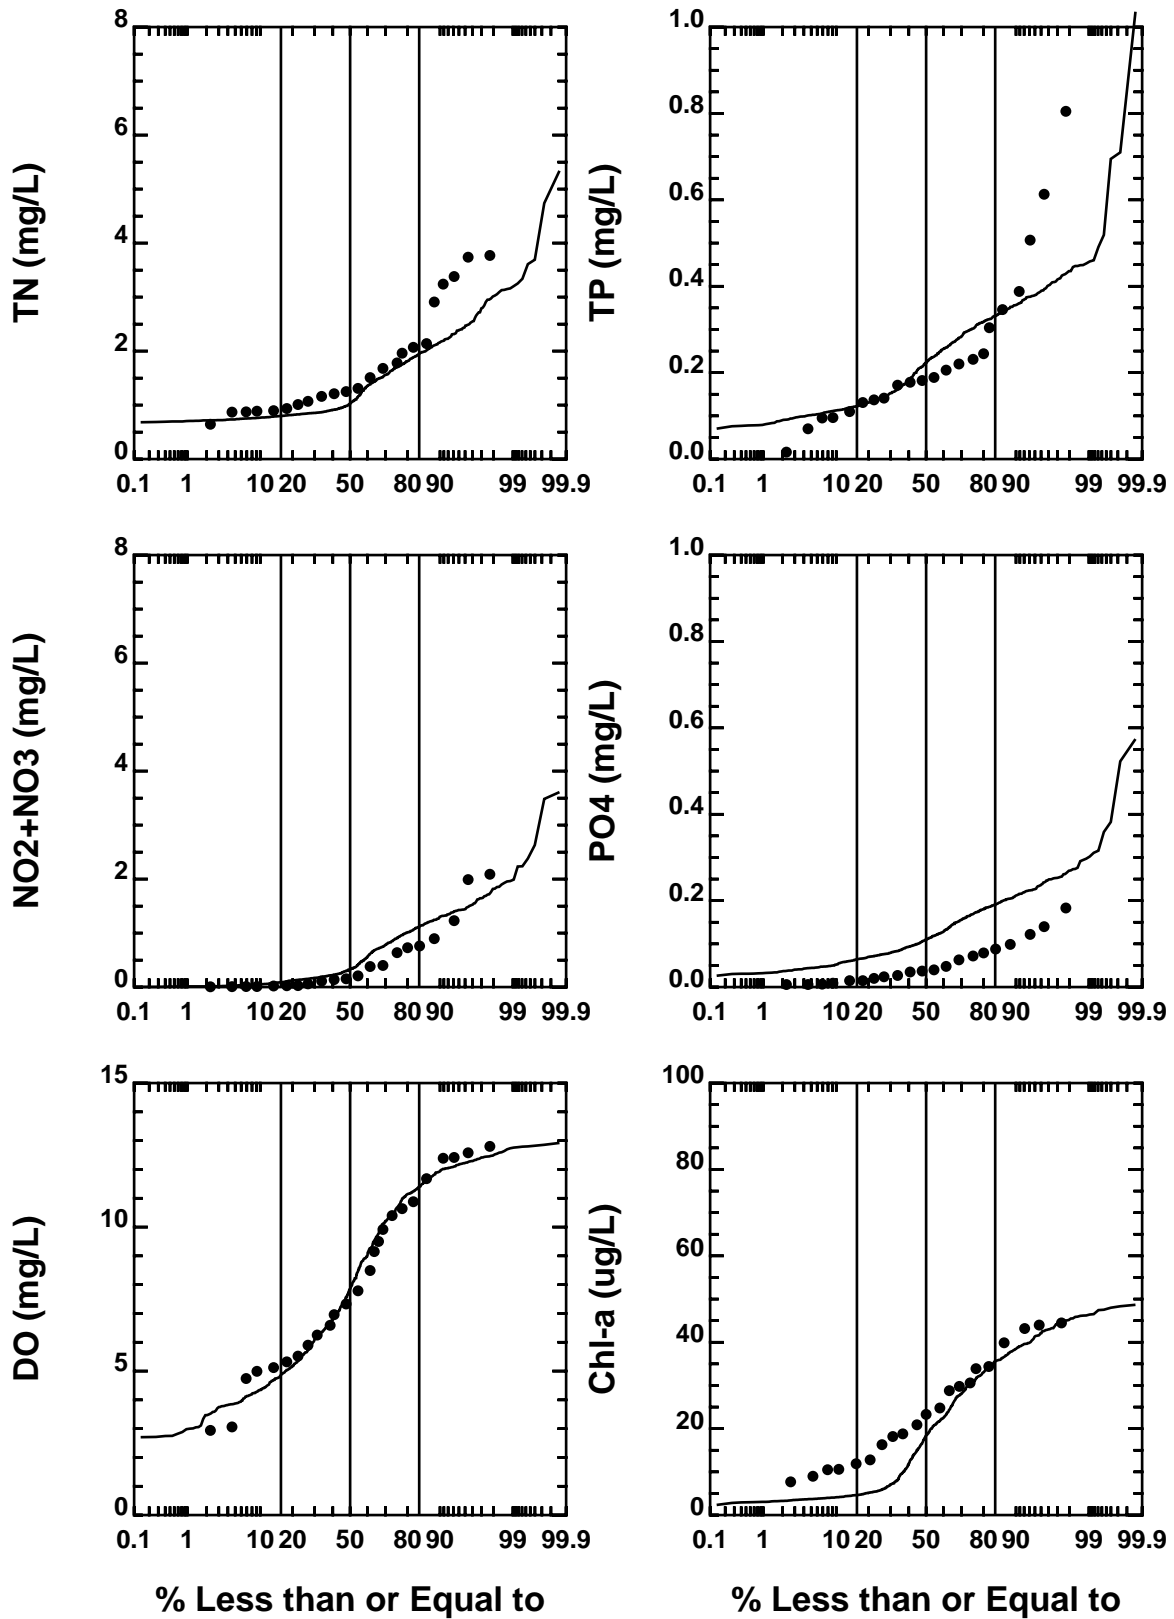 TN (mg/L)
8
6
4
2
0
0.1 1 10 20 50 80 90 99 99.9
TP (mg/L)
1.0
0.8
0.6
0.4
0.2
0.0
0.1 1 10 20 50 80 90 99 99.9
NO2+NO3 (mg/L)
8
6
4
2
0
0.1 1 10 20 50 80 90 99 99.9
PO4 (mg/L)
1.0
0.8
0.6
0.4
0.2
0.0
0.1 1 10 20 50 80 90 99 99.9
DO (mg/L)
15
10
5
0
0.1 1 10 20 50 80 90 99 99.9
% Less than or Equal to
Chl-a (ug/L)
100
80
60
40
20
0
0.1 1 10 20 50 80 90 99 99.9
% Less than or Equal to